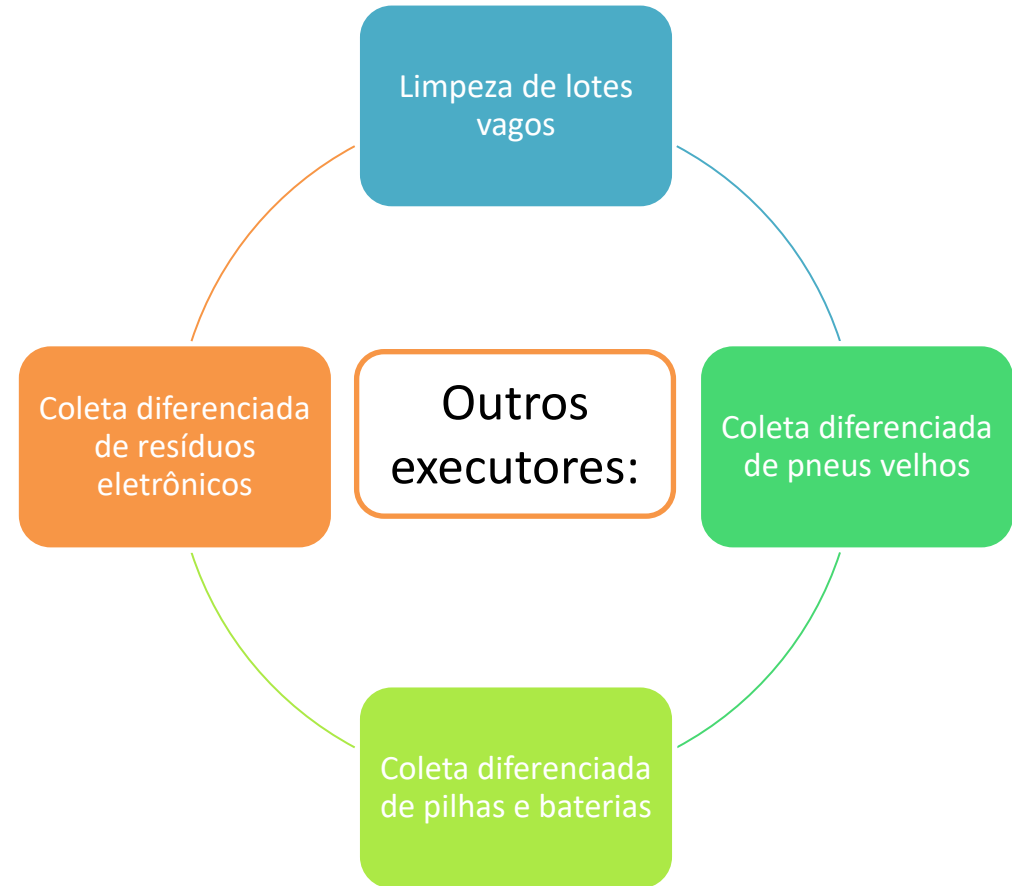 Limpeza de lotes
vagos
Coleta diferenciada
de resíduos
eletrônicos
Outros
executores:
Coleta diferenciada
de pneus velhos
Coleta diferenciada
de pilhas e baterias